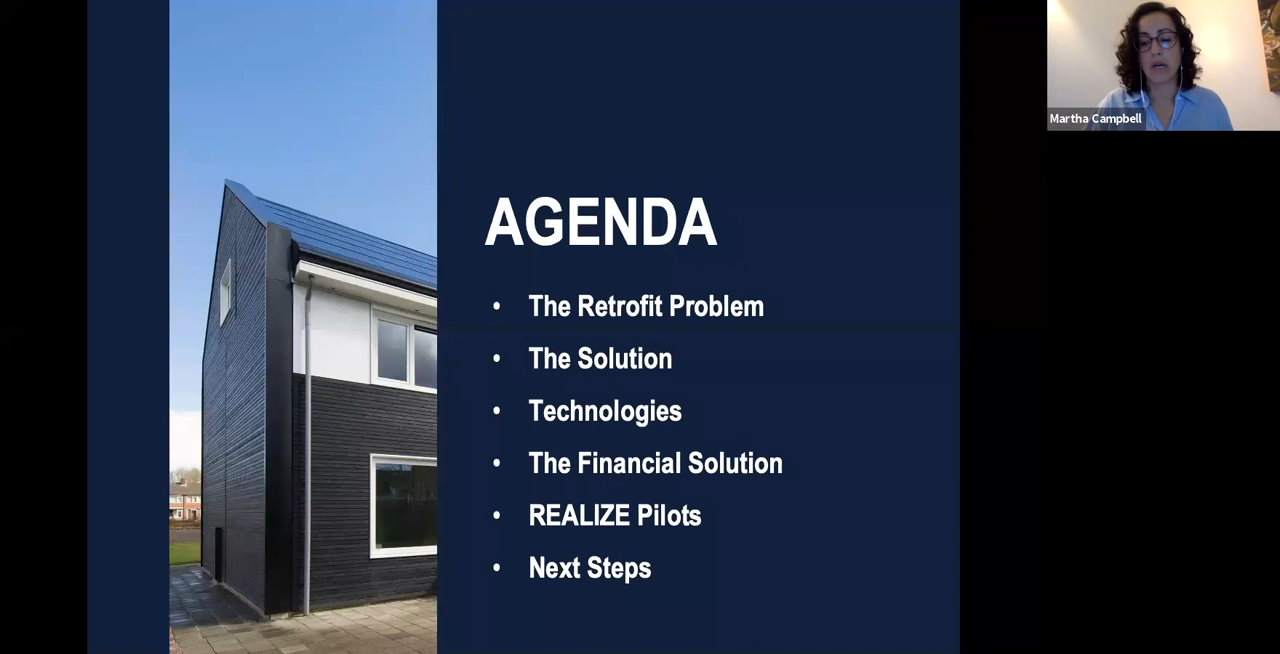 AGENDA
• The Retrofit Problem
• The Solution
• Technologies
• The Financial Solution
• REALIZE Pilots
• Next Steps
Martha Campbell